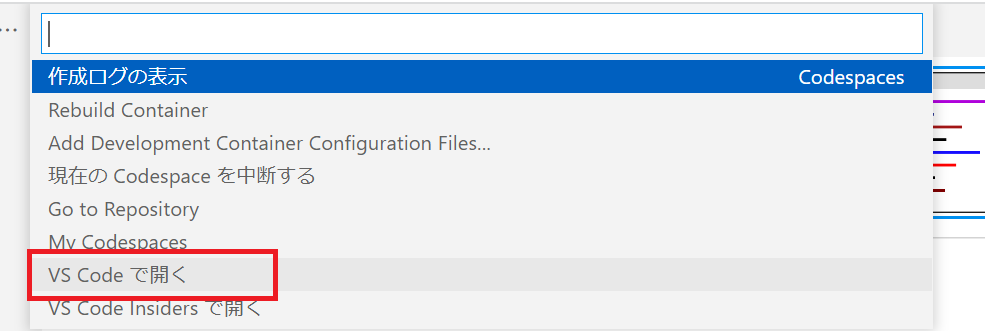 作成ログの表示 Codespaces
Rebuild Container
Add Development Container Configuration Files...
現在の Codespace を中断する
Go to Repository
My Codespaces
VS Code で開く
VS Code Insiders で開く